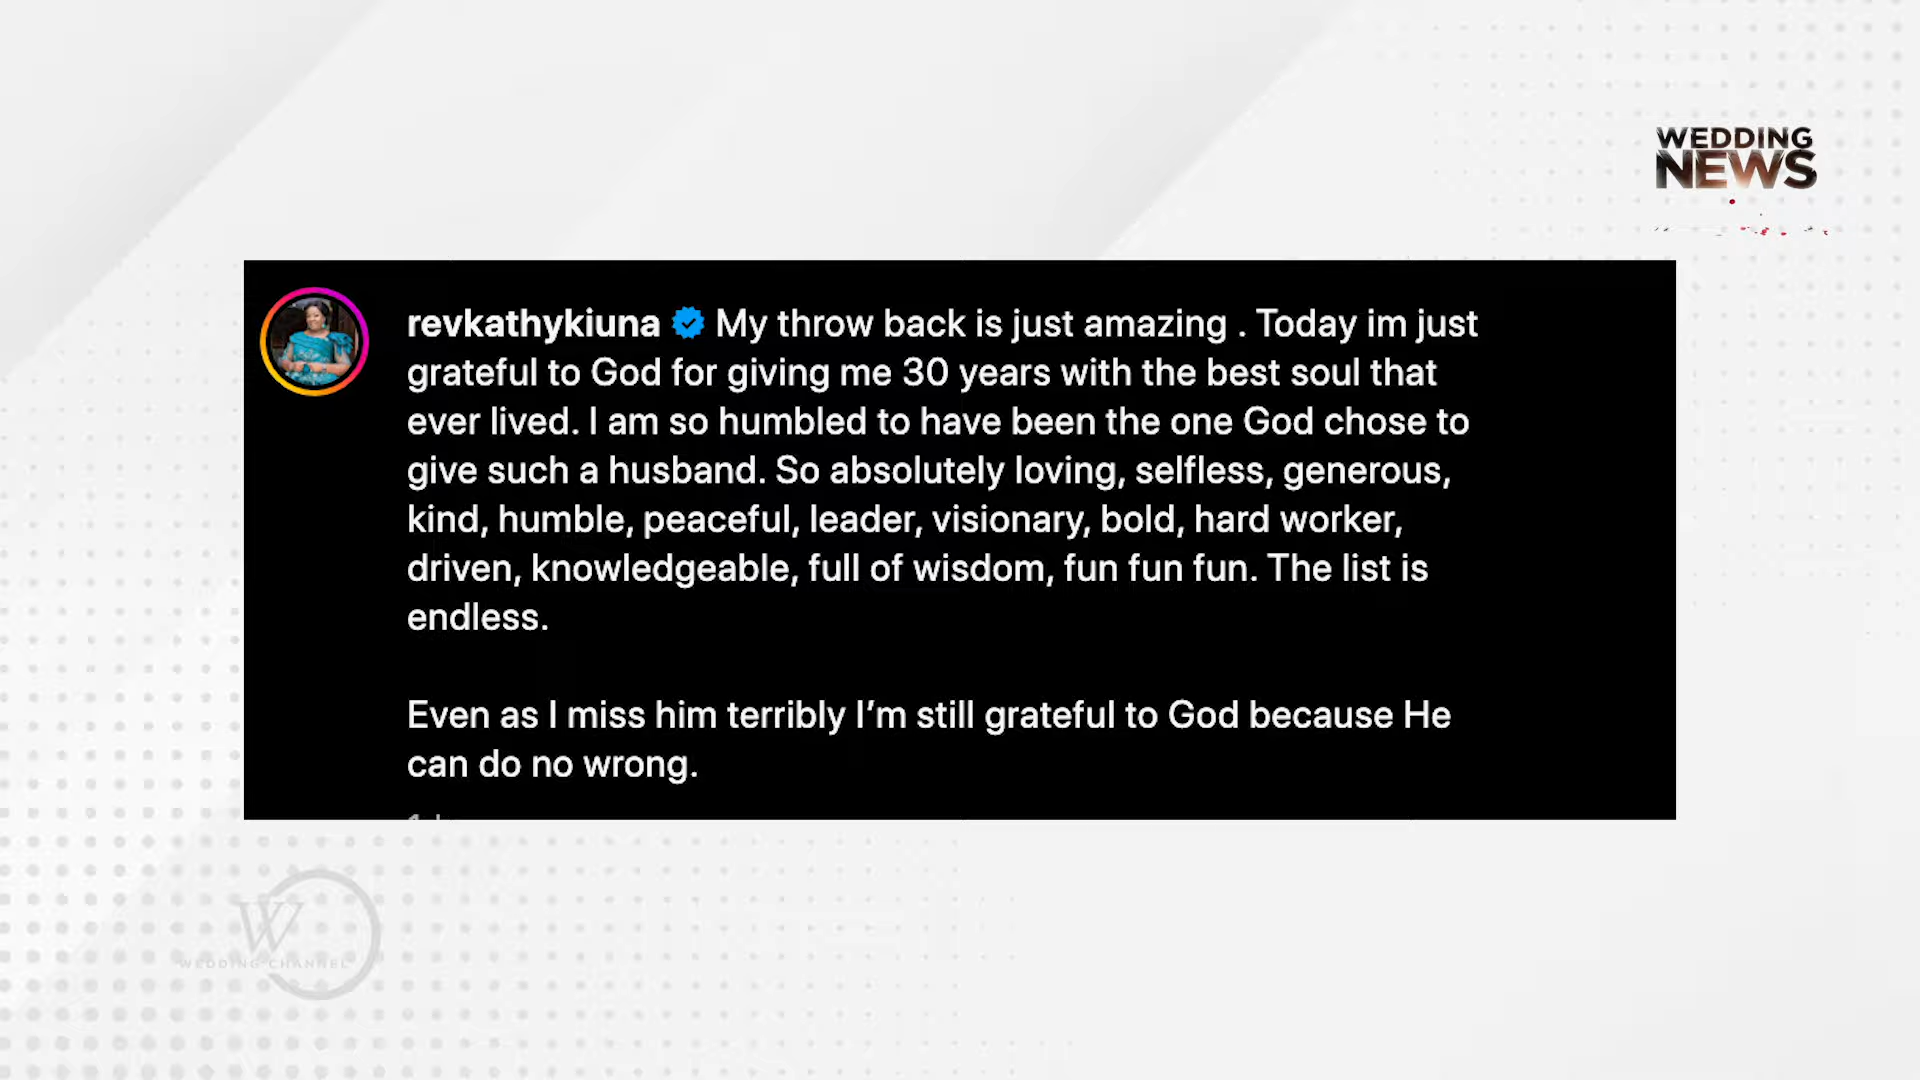 WEDDING
NEWS
revkathykiuna My throw back is just amazing . Today im just
grateful to God for giving me 30 years with the best soul that
ever lived. I am so humbled to have been the one God chose to
give such a husband. So absolutely loving, selfless, generous,
kind, humble, peaceful, leader, visionary, bold, hard worker,
driven, knowledgeable, full of wisdom, fun fun fun. The list is
endless.
Even as I miss him terribly I’m still grateful to God because He
can do no wrong.
W
WEDDING CHANNEL